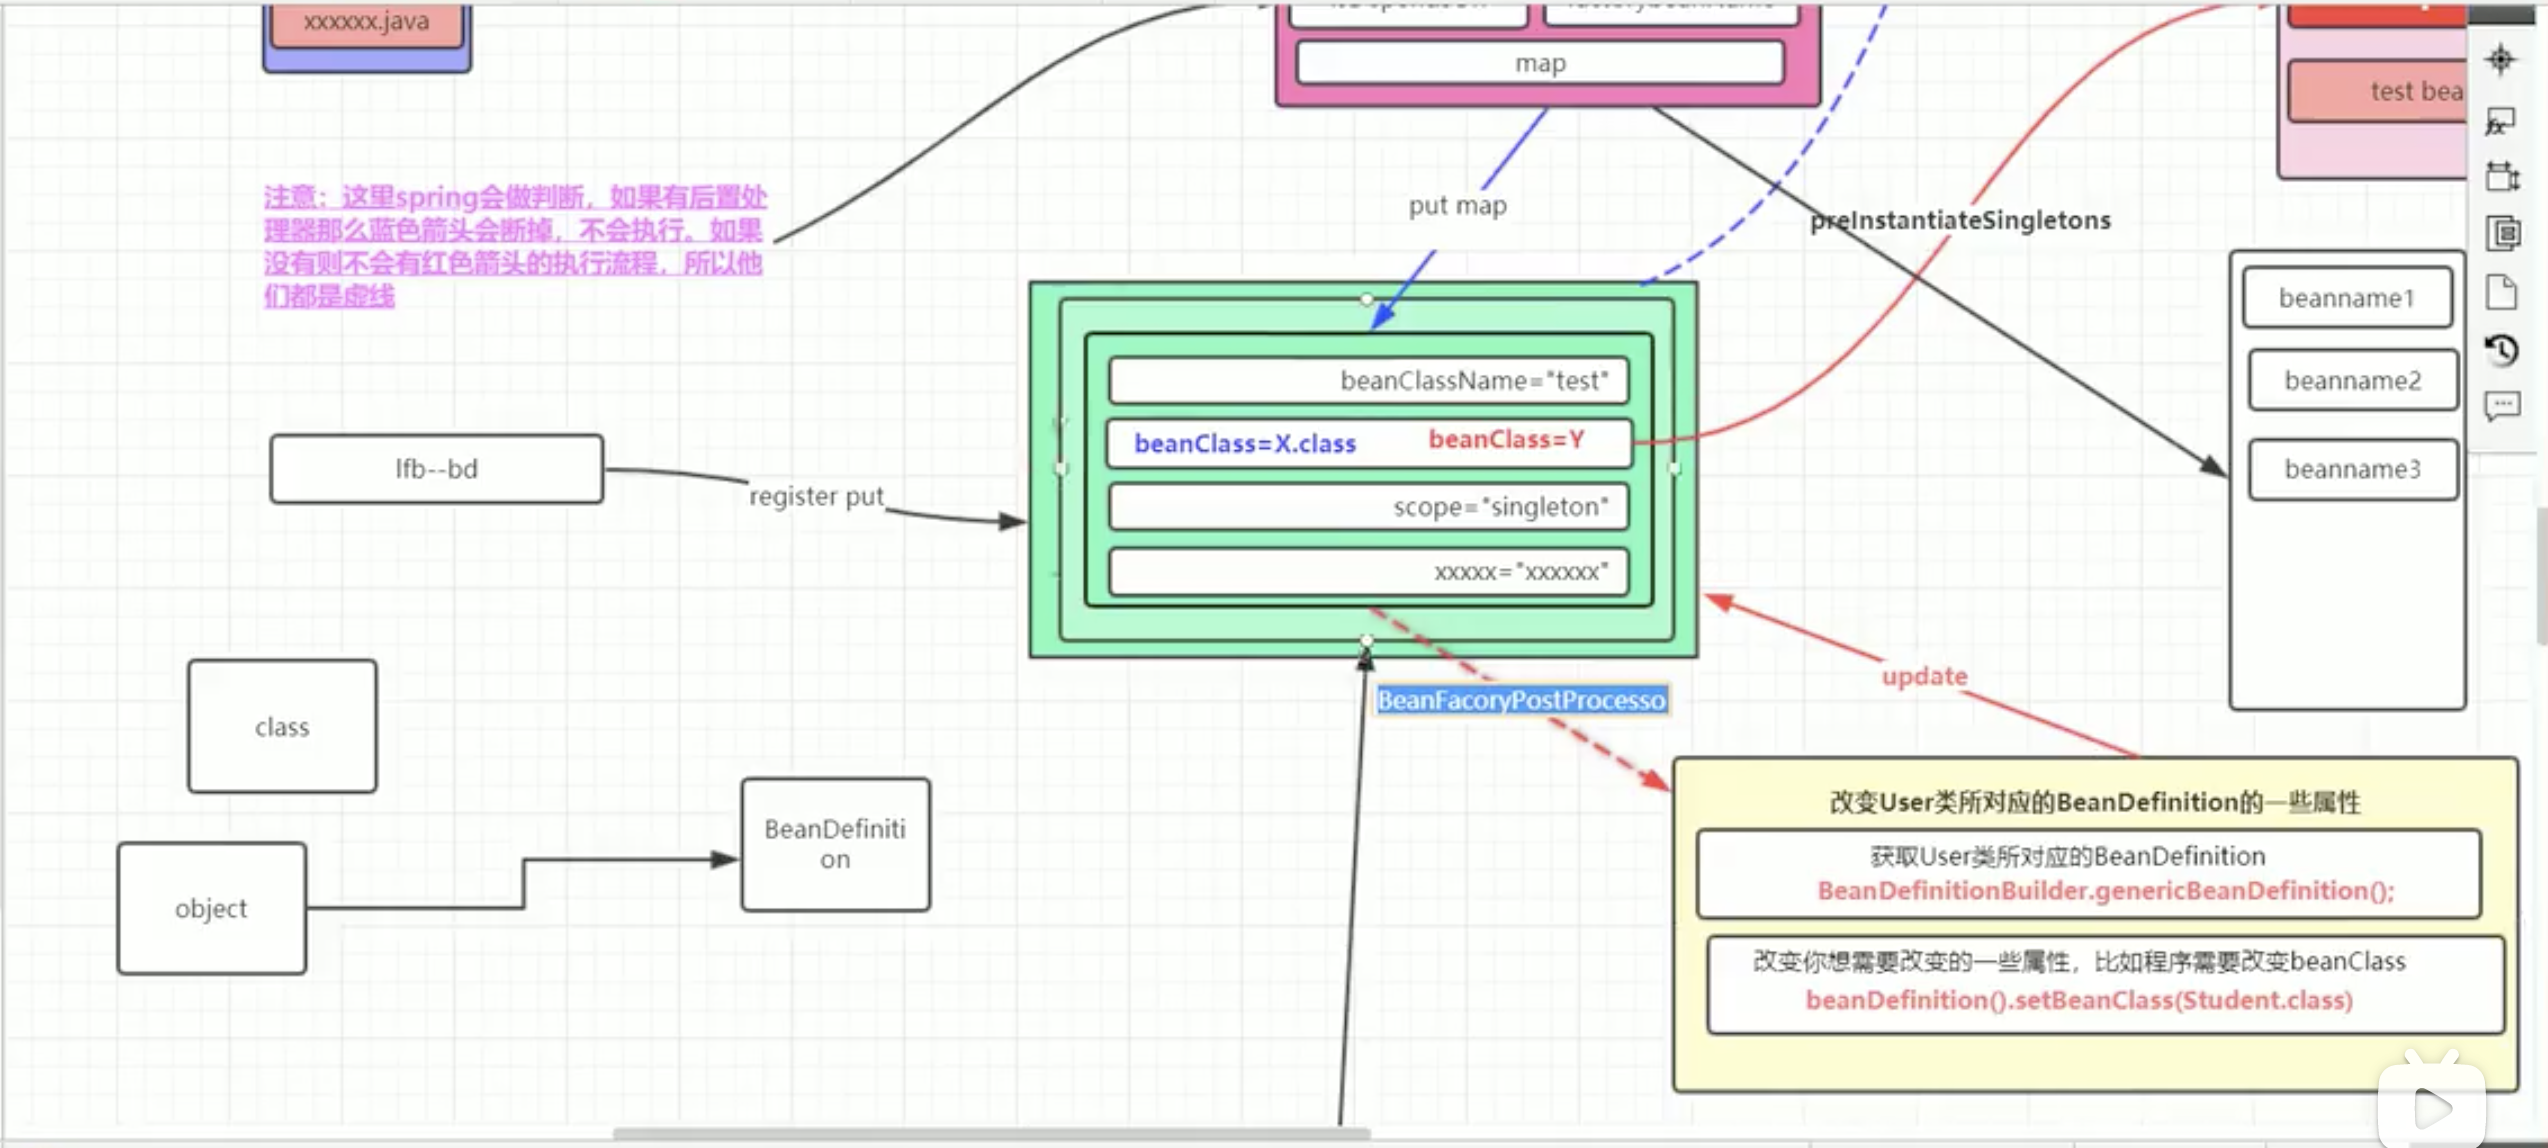 xxxxxx.java
map
test bea
注意：这里spring会做判断，如果有后置处
理器那么蓝色箭头会断掉，不会执行。如果
没有则不会有红色箭头的执行流程，所以他
们都是虚线
put map
preInstantiateSingletons
beanname1
beanname2
beanname3
beanClassName="test"
beanClass=X.class
beanClass=Y
scope="singleton"
xxxxx="xxxxxx"
lfb--bd
register put
update
BeanFacoryPostProcesso
class
BeanDefiniti
on
object
改变User类所对应的BeanDefinition的一些属性
获取User类所对应的BeanDefinition
BeanDefinitionBuilder.genericBeanDefinition();
改变你想需要改变的一些属性，比如程序需要改变beanClass
beanDefinition().setBeanClass(Student.class)